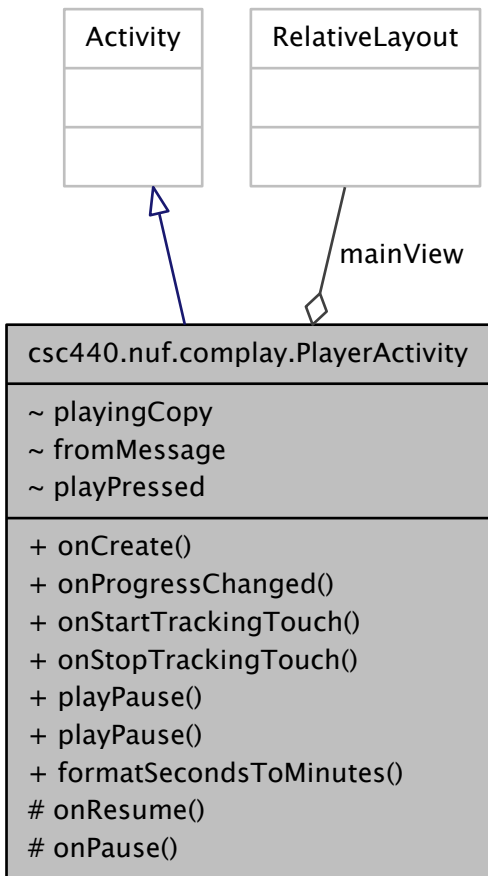 Activity
RelativeLayout
mainView
csc440.nuf.complay.PlayerActivity
~ playingCopy
~ fromMessage
~ playPressed
+ onCreate()
+ onProgressChanged()
+ onStartTrackingTouch()
+ onStopTrackingTouch()
+ playPause()
+ playPause()
+ formatSecondsToMinutes()
# onResume()
# onPause()